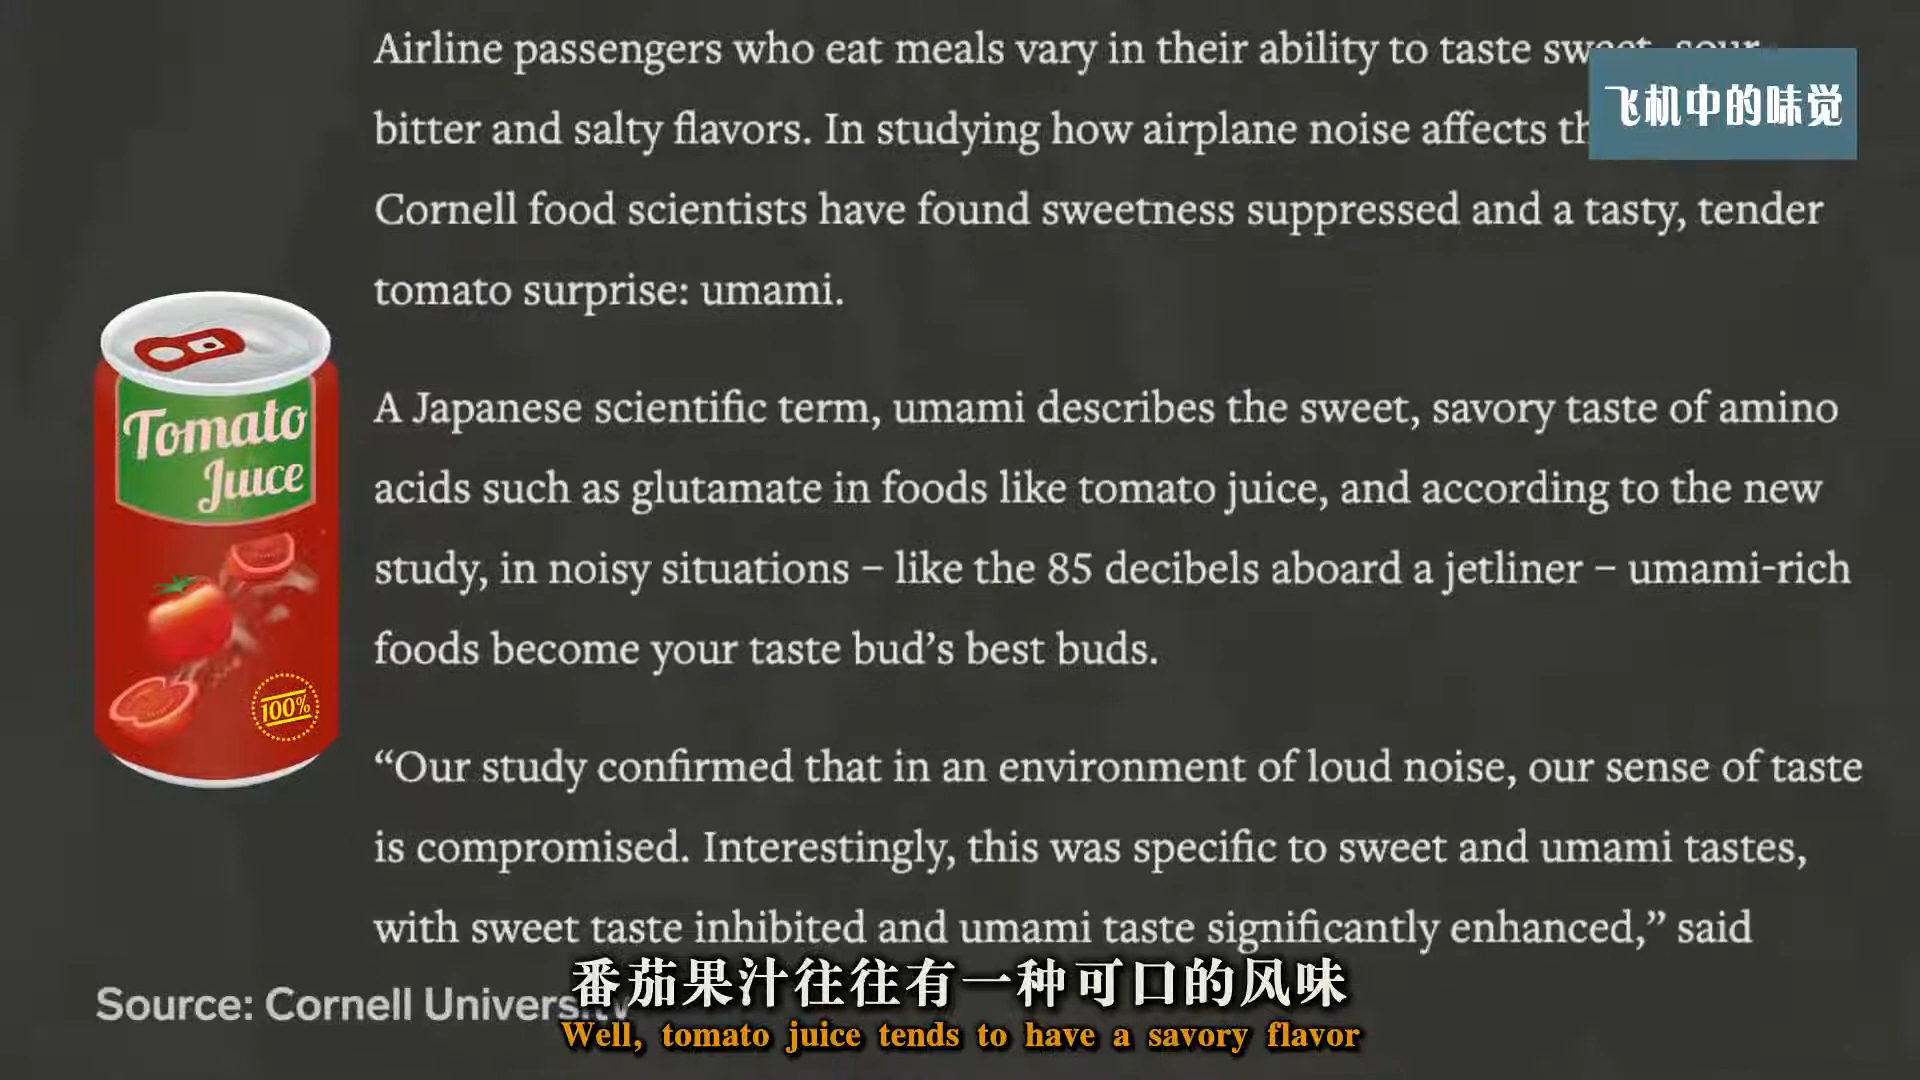 Airline passengers who eat meals vary in their ability to taste sweet, sour
bitter and salty flavors. In studying how airplane noise affects
Cornell food scientists have found sweetness suppressed and a tasty, tender
tomato surprise: umami.
飞机中的味觉
Tomato
Juice
100%
A Japanese scientific term, umami describes the sweet, savory taste of amino
acids such as glutamate in foods like tomato juice, and according to the new
study, in noisy situations – like the 85 decibels aboard a jetliner – umami-rich
foods become your taste bud’s best buds.
“Our study confirmed that in an environment of loud noise, our sense of taste
is compromised. Interestingly, this was specific to sweet and umami tastes,
with sweet taste inhibited and umami taste significantly enhanced,” said
Source: Cornell University
番茄果汁往往有一种可口的风味
Well, tomato juice tends to have a savory flavor